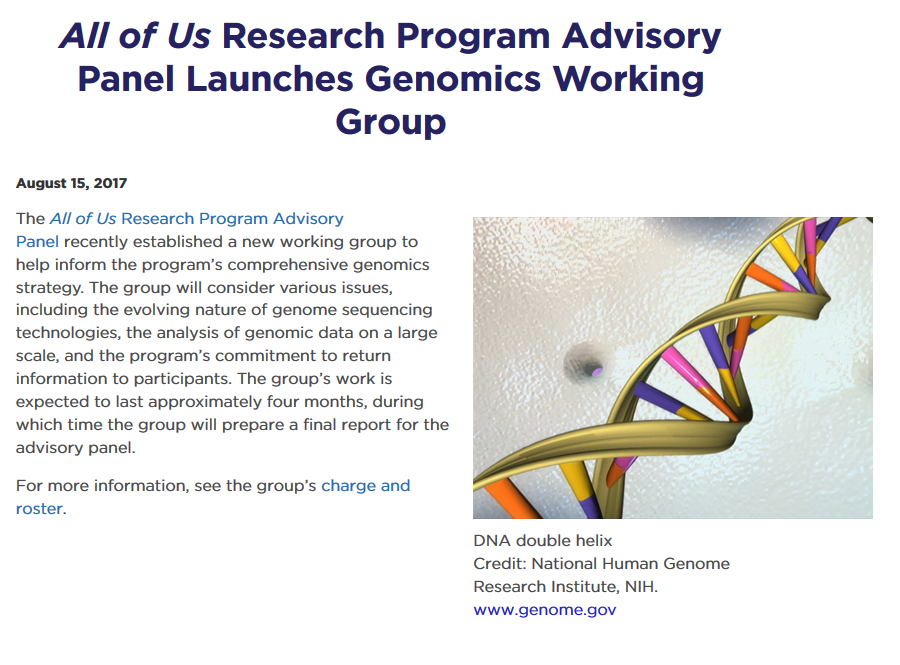 All of Us Research Program Advisory
Panel Launches Genomics Working
Group
August 15, 2017
The All of Us Research Program Advisory
Panel recently established a new working group to
help inform the program’s comprehensive genomics
strategy. The group will consider various issues,
including the evolving nature of genome sequencing
technologies, the analysis of genomic data on a large
scale, and the program’s commitment to return
information to participants. The group’s work is
expected to last approximately four months, during
which time the group will prepare a final report for the
advisory panel.
For more information, see the group’s charge and
roster.
DNA double helix
Credit: National Human Genome
Research Institute, NIH.
www.genome.gov